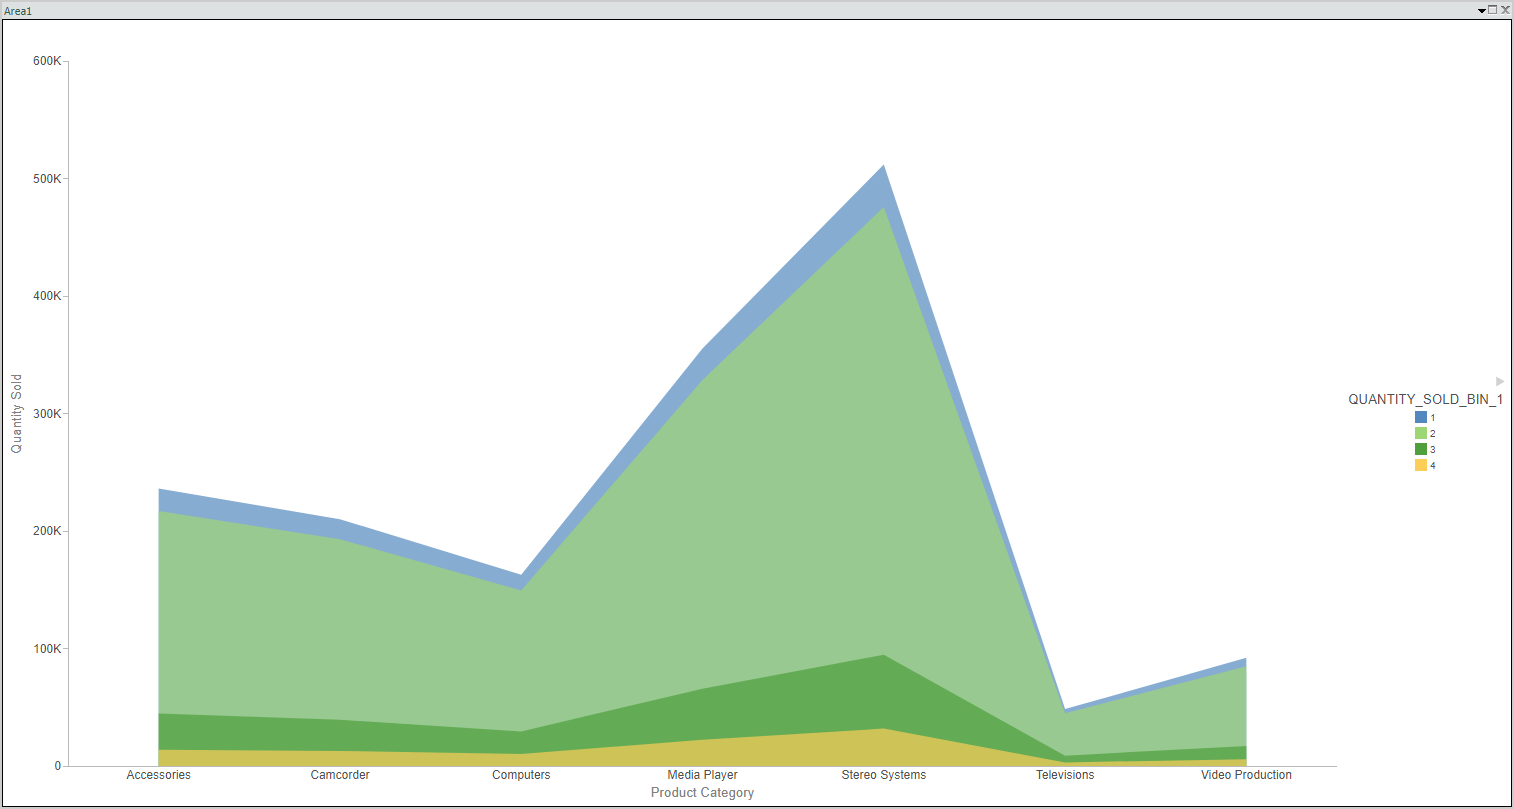 Area1
600K
500K
400K
300K
200K
100K
0
Quantity Sold
Accessories Camcorder Computers Media Player Stereo Systems Televisions Video Production
Product Category
QUANTITY_SOLD_BIN_1
1
2
3
4